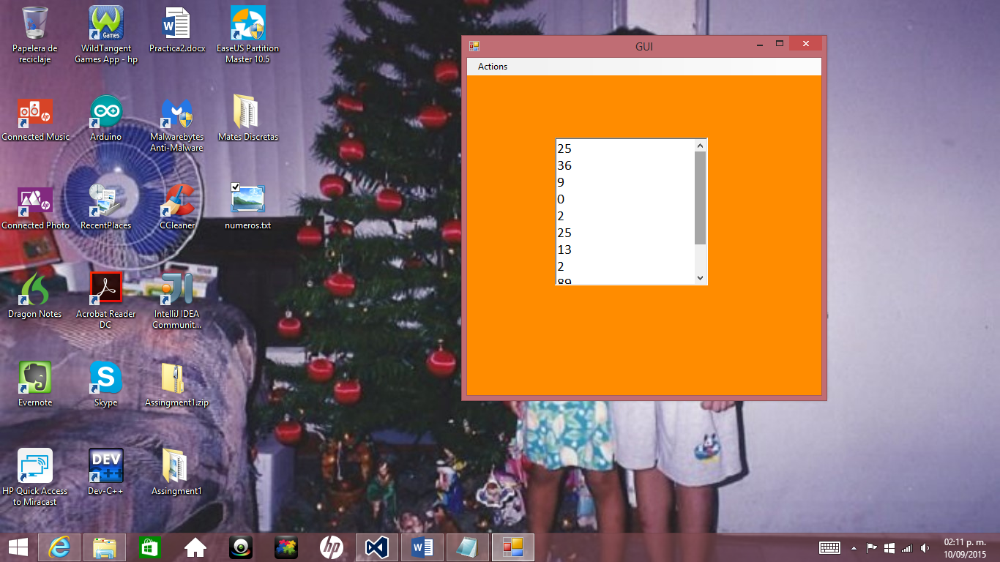 Papelera de
reciclaje
WildTangent
Games App - hp
Practica2.docx
EaseUS Partition
Master 10.5
Games
Connected Music
Arduino
Malwarebytes
Anti-Malware
Mates Discretas
Connected Photo
RecentPlaces
CCleaner
numeros.txt
Dragon Notes
Acrobat Reader
DC
IntelliJ IDEA
Communit...
Evernote
Skype
Assingment1.zip
HP Quick Access
to Miracast
DEV
C++
Dev-C++
Assingment1
GUI
Actions
25
36
9
0
2
25
13
2
89
hp
02:11 p. m.
10/09/2015